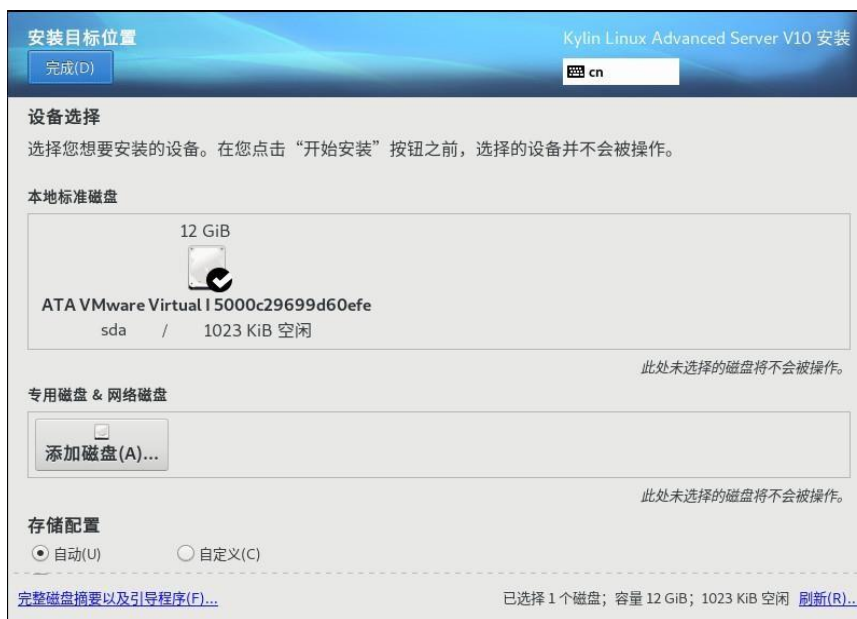 安装目标位置
Kylin Linux Advanced Server V10 安装
完成(D)
cn
设备选择
选择您想要安装的设备。在您点击“开始安装”按钮之前，选择的设备并不会被操作。
本地标准磁盘
12 GiB
ATA VMware Virtual I 5000c29699d60efe
sda / 1023 KiB 空闲
此处未选择的磁盘将不会被操作。
专用磁盘 & 网络磁盘
添加磁盘(A)...
此处未选择的磁盘将不会被操作。
存储配置
自动(U) 自定义(C)
完整磁盘摘要以及引导程序(F)... 已选择 1 个磁盘；容量 12 GiB；1023 KiB 空闲 刷新(R)...